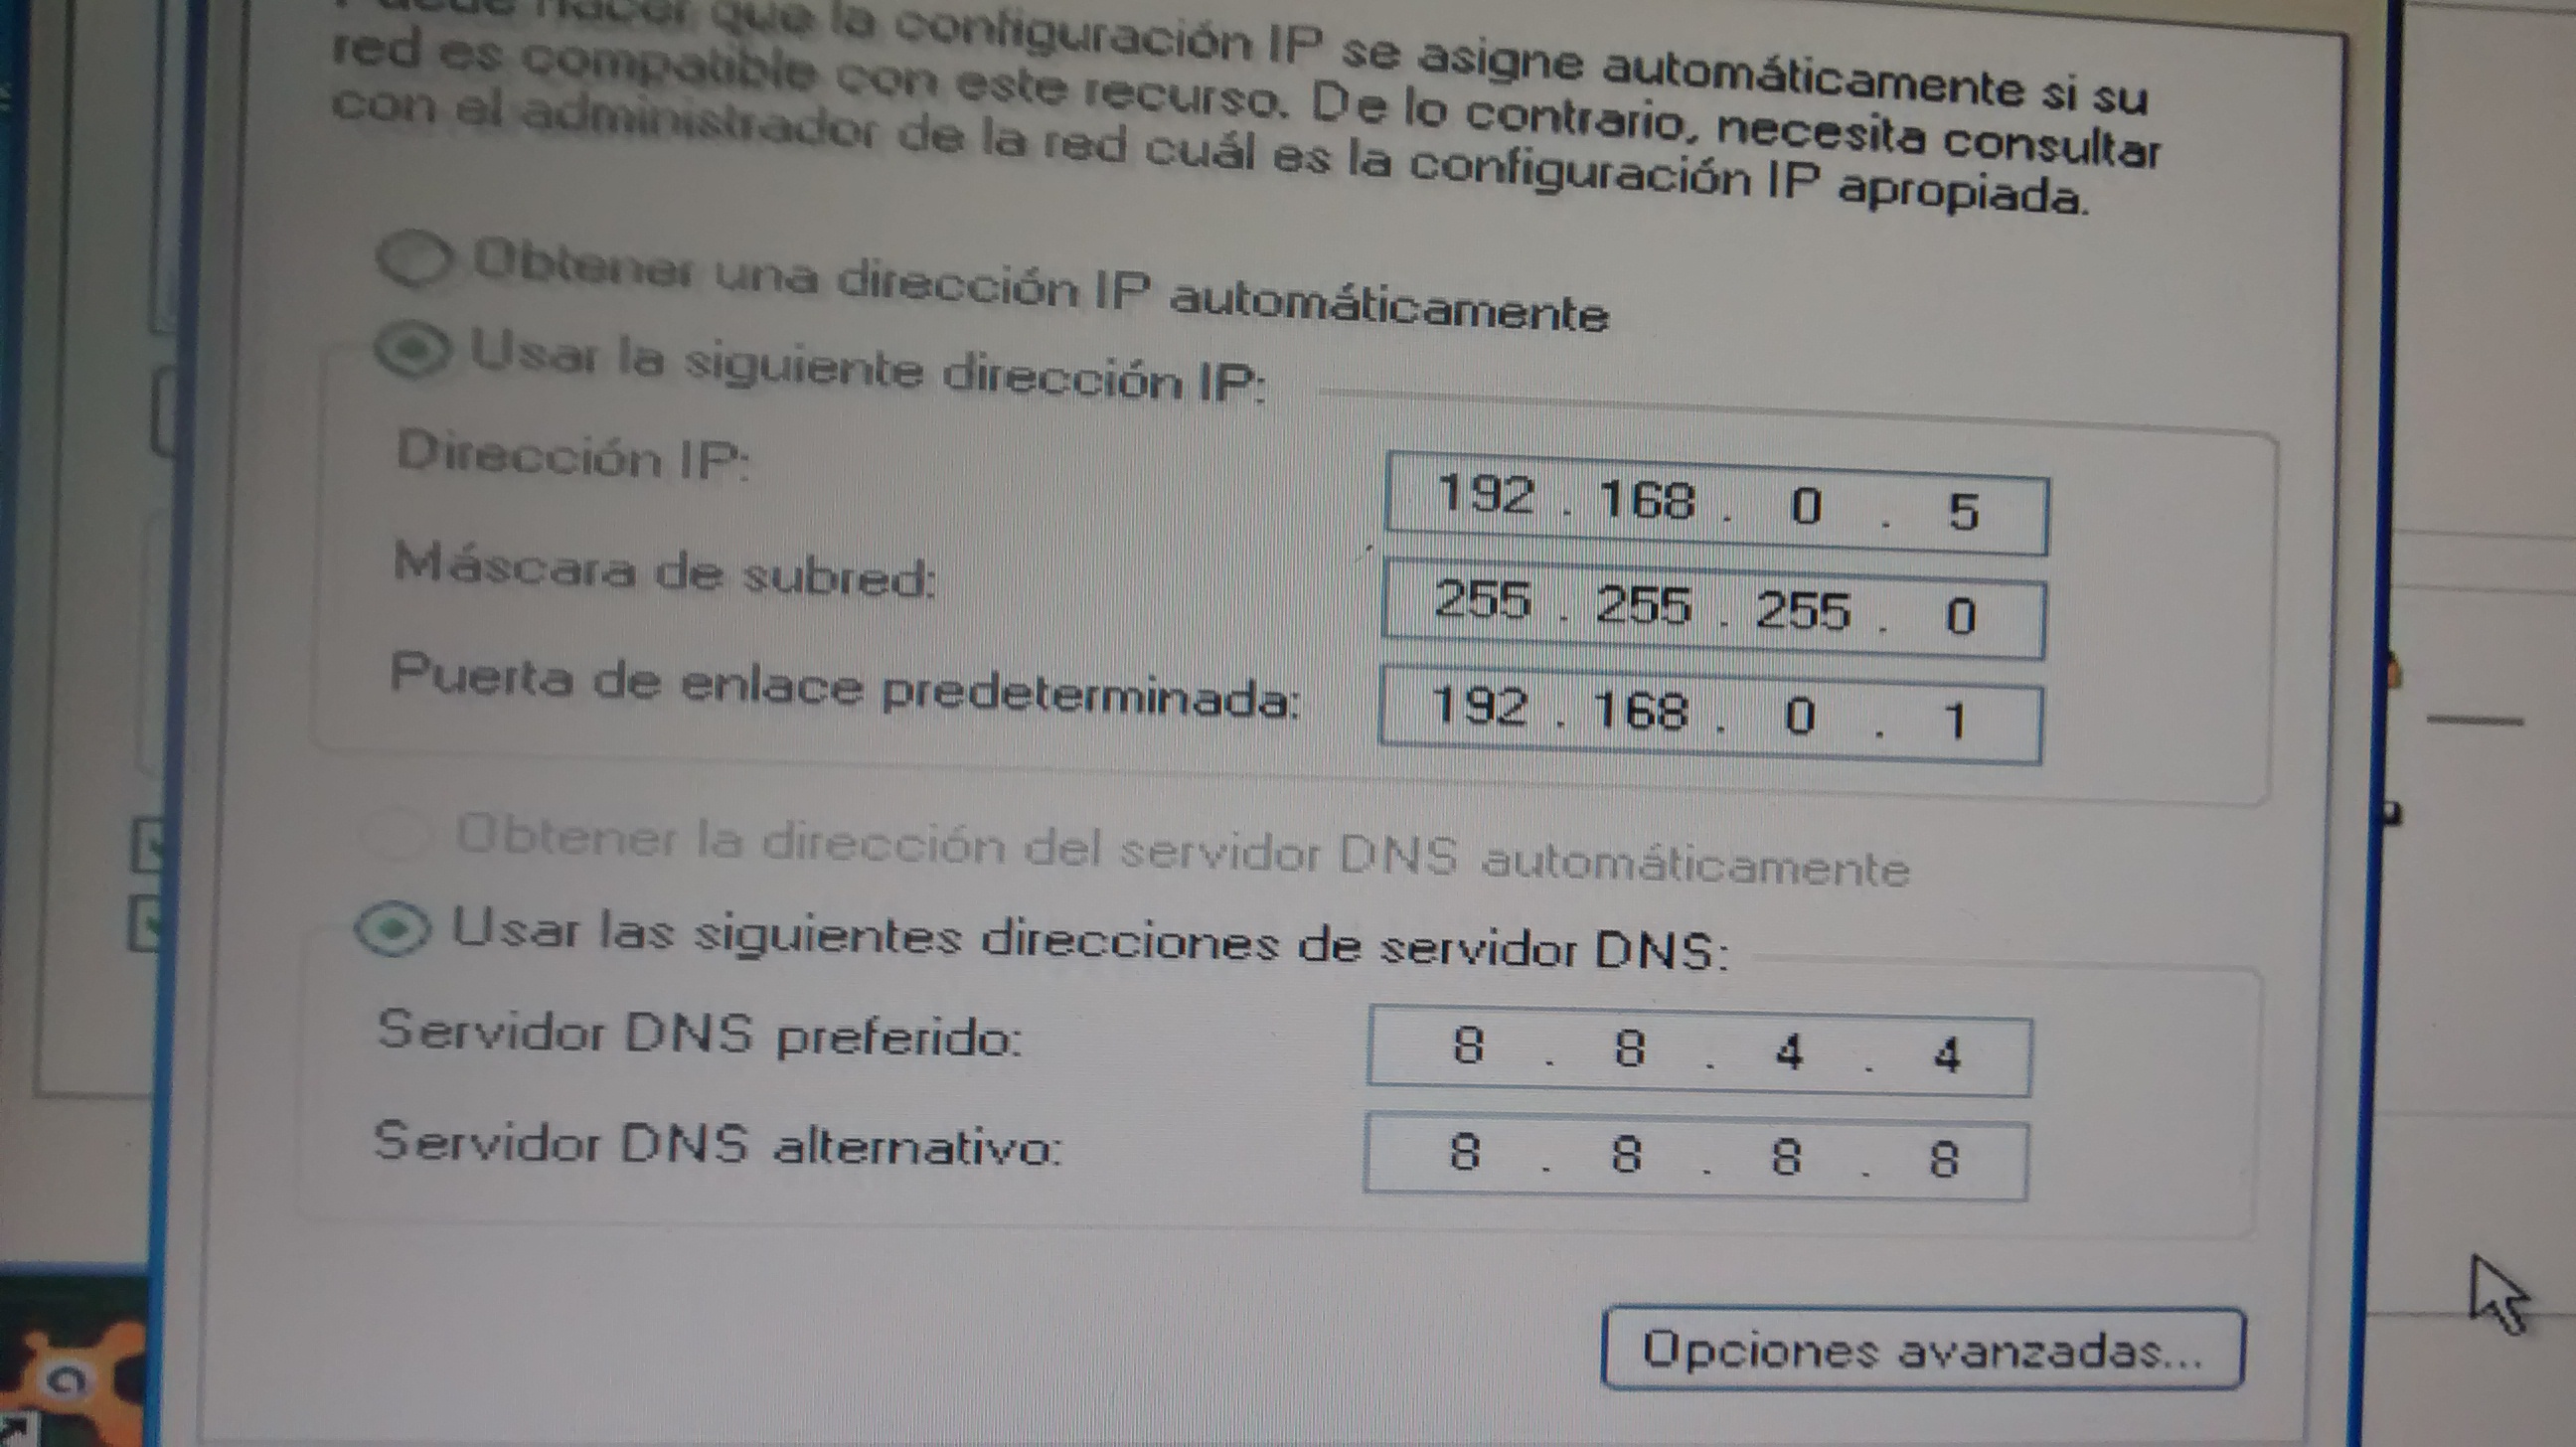 Puede hacer que la configuración IP se asigne automáticamente si su
red es compatible con este recurso. De lo contrario, necesita consultar
con el administrador de la red cuál es la configuración IP apropiada.
Obtener una dirección IP automáticamente
Usar la siguiente dirección IP:
Dirección IP: 192 . 168 . 0 . 5
Máscara de subred: 255 . 255 . 255 . 0
Puerta de enlace predeterminada: 192 . 168 . 0 . 1
Obtener la dirección del servidor DNS automáticamente
Usar las siguientes direcciones de servidor DNS:
Servidor DNS preferido: 8 . 8 . 4 . 4
Servidor DNS alternativo: 8 . 8 . 8 . 8
Opciones avanzadas...